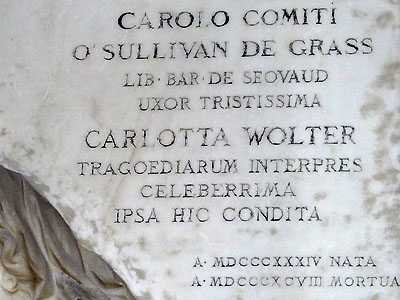 CAROLO COMITI
O'SULLIVAN DE GRASS
LIB · BAR · DE SEOVAUD
UXOR TRISTISSIMA
CARLOTTA WOLTER
TRAGOEDIARUM INTERPRES
CELEBERRIMA
IPSA HIC CONDITA
A · MDCCCXXXIV NATA
A · MDCCCXCVIII MORTUA